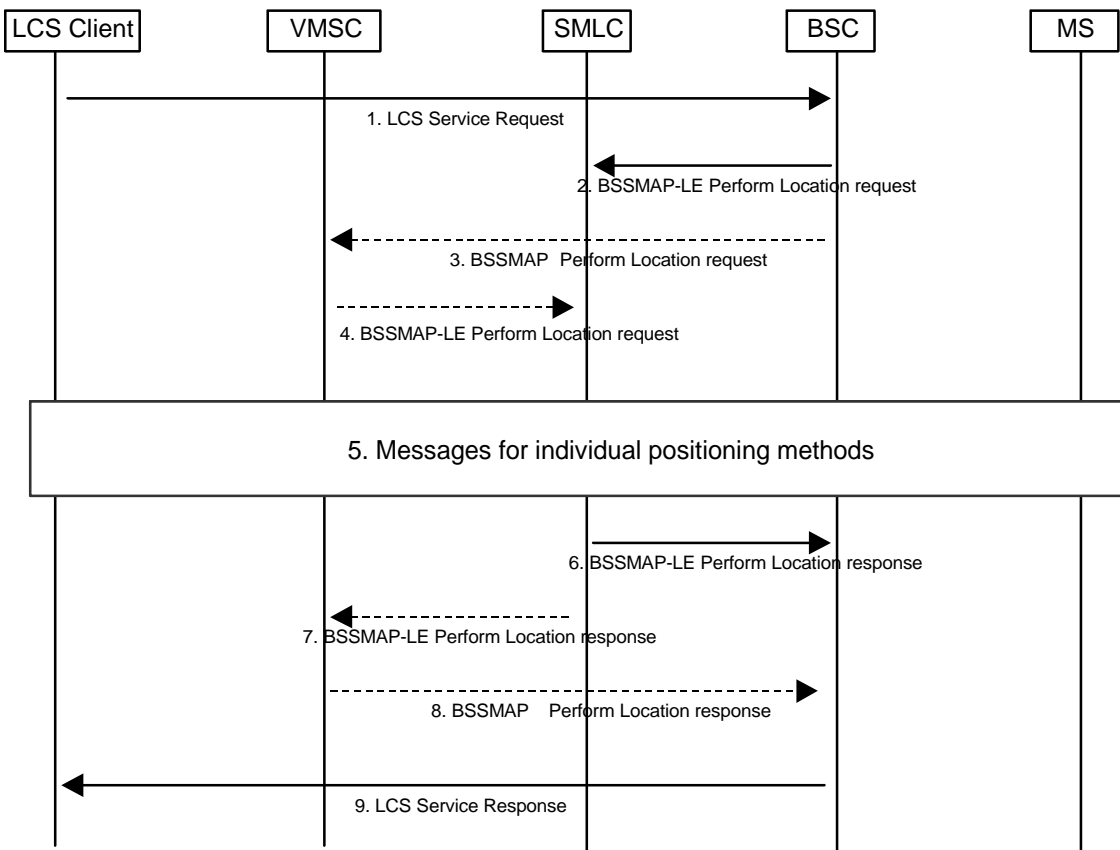 LCS Client
VMSC
SMLC
BSC
MS
1. LCS Service Request
2. BSSMAP-LE Perform Location request
3. BSSMAP Perform Location request
4. BSSMAP-LE Perform Location request
5. Messages for individual positioning methods
6. BSSMAP-LE Perform Location response
7. BSSMAP-LE Perform Location response
8. BSSMAP Perform Location response
9. LCS Service Response